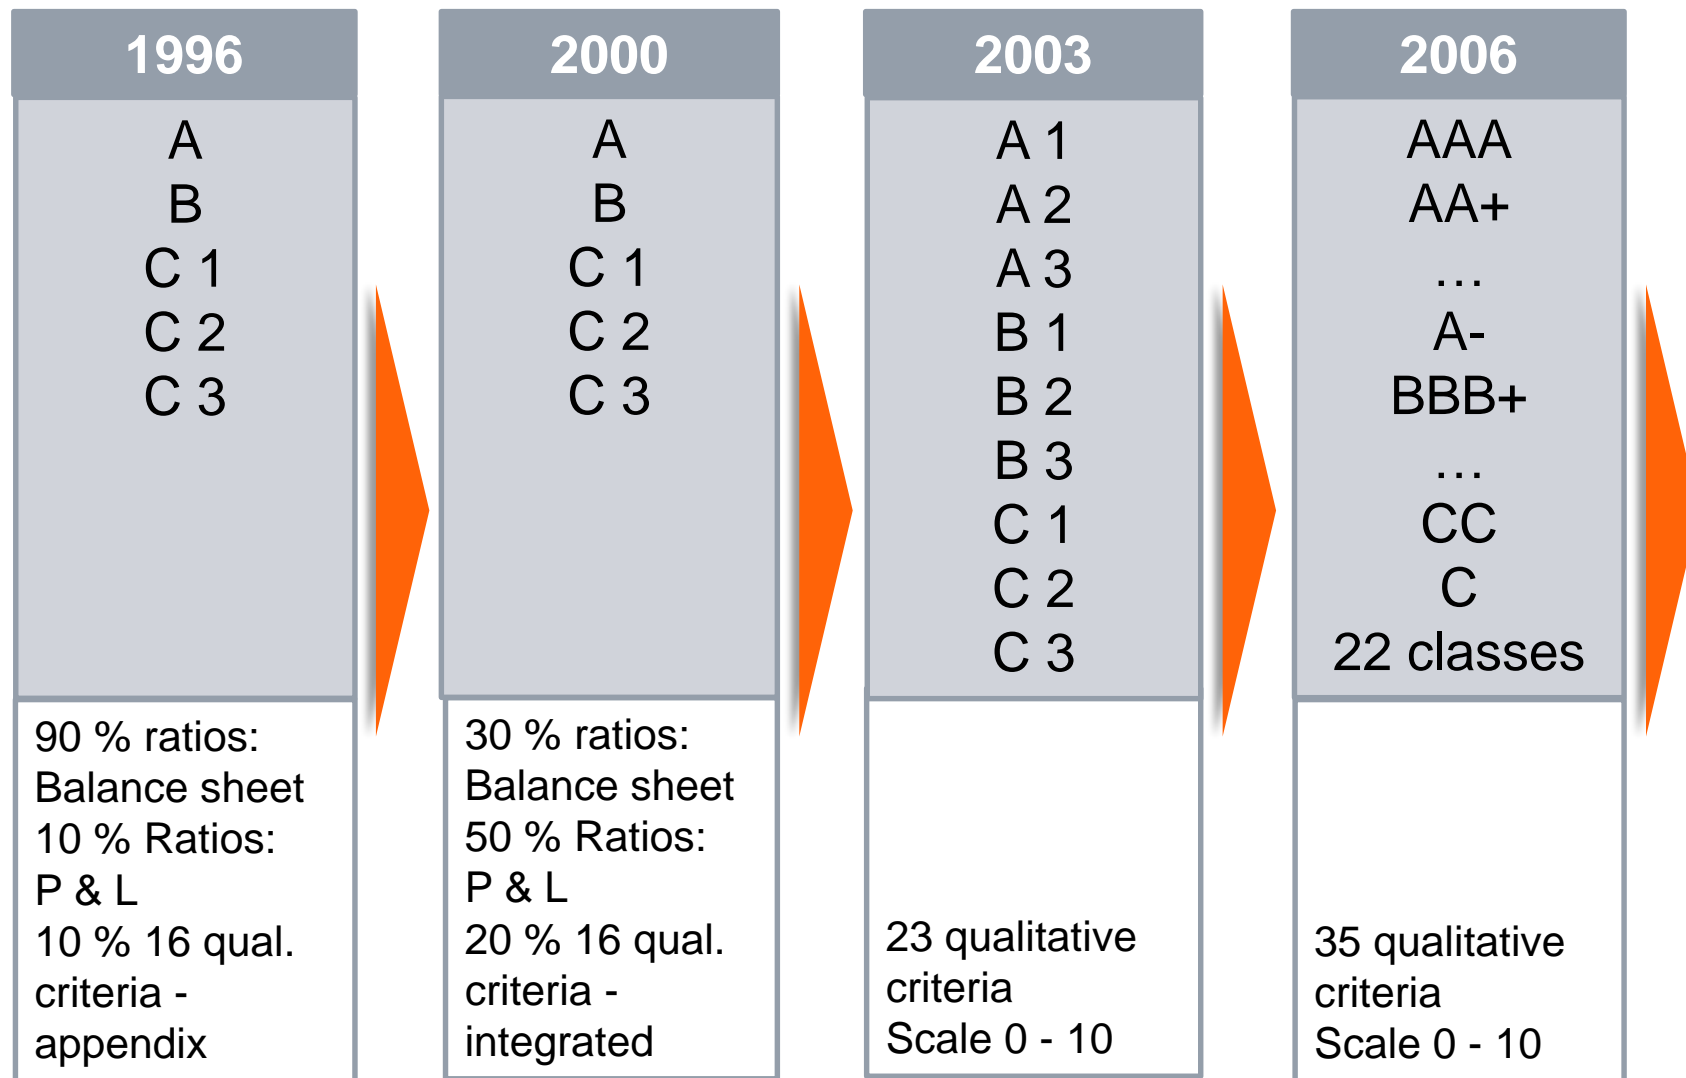 1996
A
B
C 1
C 2
C 3
90 % ratios:
Balance sheet
10 % Ratios:
P & L
10 % 16 qual.
criteria -
appendix
2000
A
B
C 1
C 2
C 3
30 % ratios:
Balance sheet
50 % Ratios:
P & L
20 % 16 qual.
criteria -
integrated
2003
A 1
A 2
A 3
B 1
B 2
B 3
C 1
C 2
C 3
23 qualitative
criteria
Scale 0 - 10
2006
AAA
AA+
…
A-
BBB+
…
CC
C
22 classes
35 qualitative
criteria
Scale 0 - 10